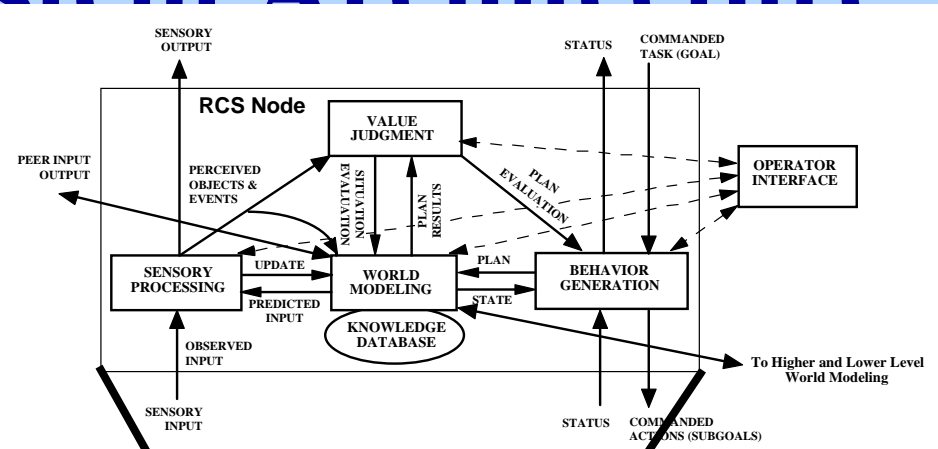 SENSORY
OUTPUT
STATUS
COMMANDED
TASK (GOAL)
RCS Node
VALUE
JUDGMENT
PEER INPUT
OUTPUT
PERCEIVED
OBJECTS &
EVENTS
SITUATION
EVALUATION
PLAN
RESULTS
PLAN
EVALUATION
OPERATOR
INTERFACE
SENSORY
PROCESSING
UPDATE
PREDICTED
INPUT
WORLD
MODELING
PLAN
STATE
BEHAVIOR
GENERATION
KNOWLEDGE
DATABASE
OBSERVED
INPUT
To Higher and Lower Level
World Modeling
SENSORY
INPUT
STATUS
COMMANDED
ACTIONS (SUBGOALS)